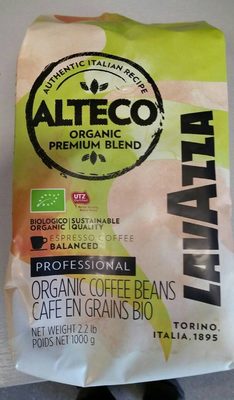 AUTHENTIC ITALIAN RECIPE
ALTECO
ORGANIC
PREMIUM BLEND
LAVAZZA
TORINO,
ITALIA, 1895
UTZ
BIOLOGICO SUSTAINABLE
ORGANIC QUALITY
ESPRESSO COFFEE
BALANCED
PROFESSIONAL
ORGANIC COFFEE BEANS
CAFE EN GRAINS BIO
NET WEIGHT 2.2 lb
POIDS NET 1000 g